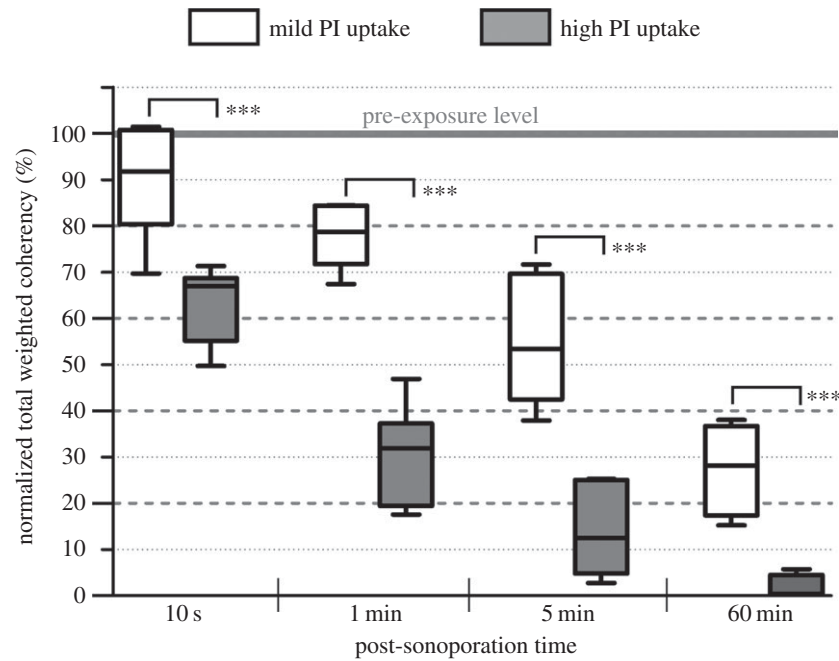 mild PI uptake
high PI uptake
normalized total weighted coherency (%)
100
90
80
70
60
50
40
30
20
10
0
pre-exposure level
***
***
***
***
10 s
1 min
5 min
60 min
post-sonoporation time